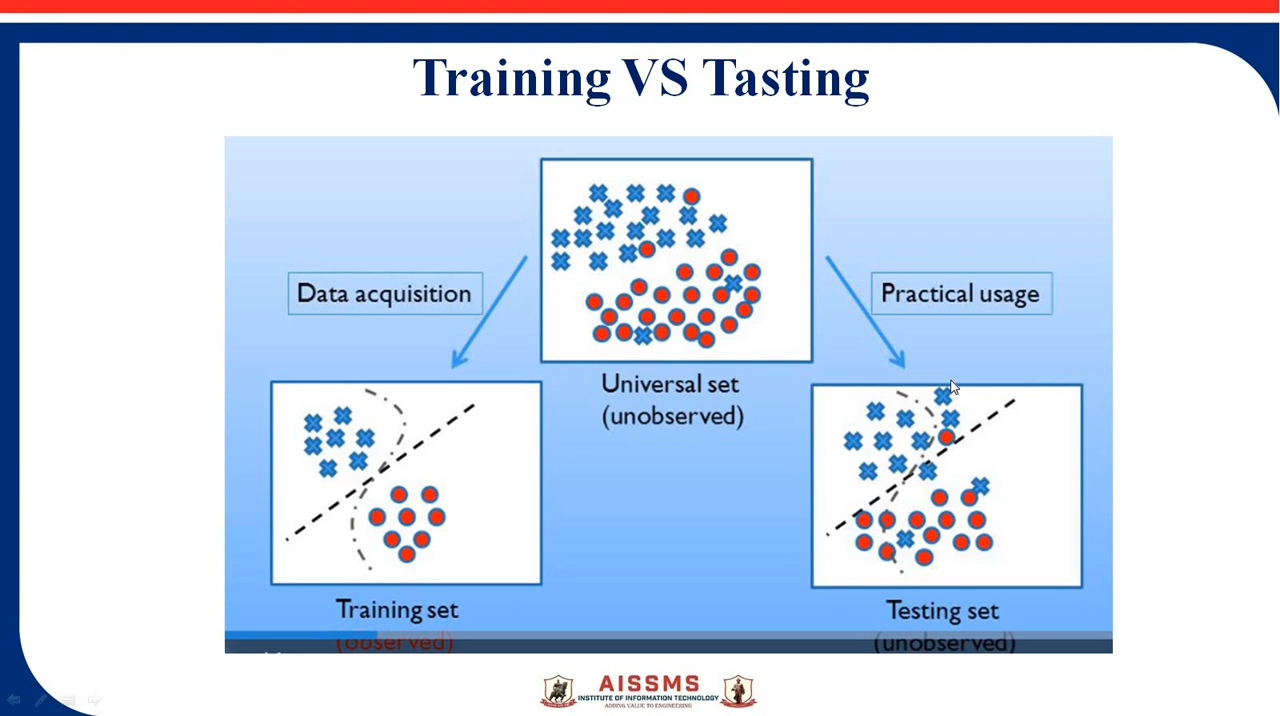 Training VS Tasting
Data acquisition
Practical usage
Universal set
(unobserved)
Training set
(observed)
Testing set
(unobserved)
AISSMS
INSTITUTE OF INFORMATION TECHNOLOGY
ADDING VALUE TO ENGINEERING